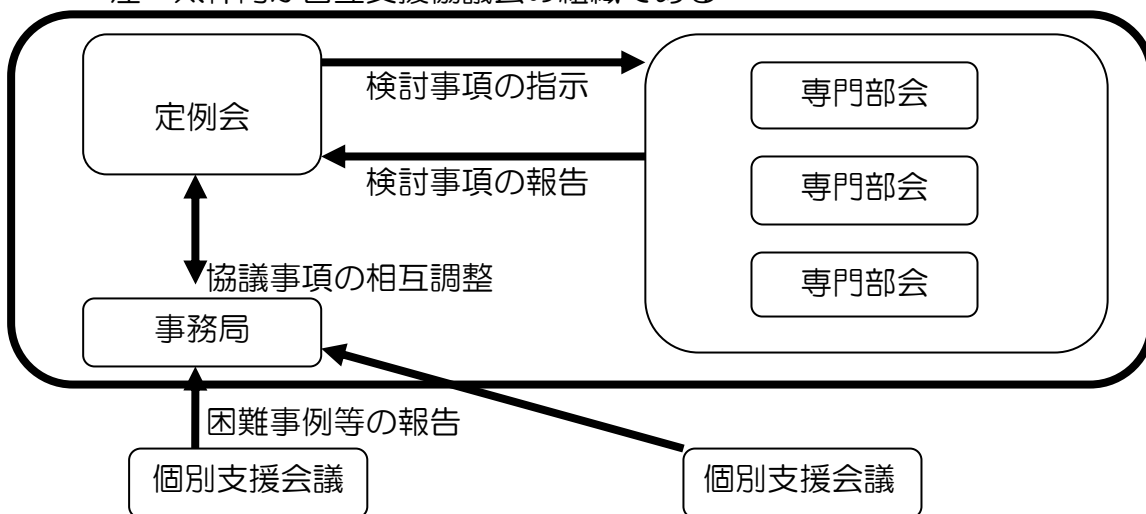 定例会
検討事項の指示
検討事項の報告
専門部会
専門部会
専門部会
協議事項の相互調整
事務局
困難事例等の報告
個別支援会議
個別支援会議